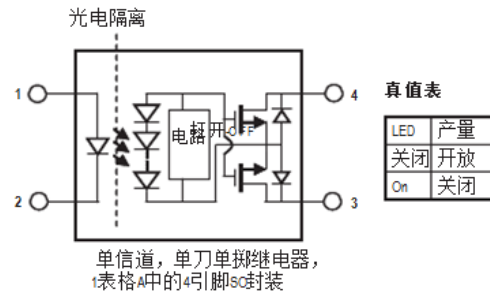 光电隔离
1
4
2
3
电路打开-OFF
真值表
LED 产量
关闭 开放
On 关闭
单信道，单刀单掷继电器，
1表格A中的4引脚SO封装